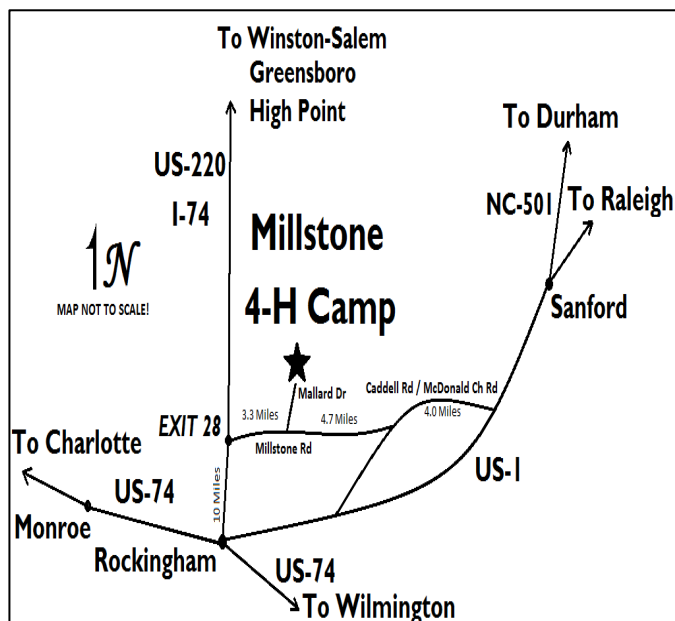 To Winston-Salem
Greensboro
High Point
To Durham
US-220
I-74
NC-501
To Raleigh
1N
MAP NOT TO SCALE!
Millstone
4-H Camp
Sanford
Mallard Dr
Caddell Rd / McDonald Ch Rd
3.3 Miles
4.7 Miles
4.0 Miles
EXIT 28
Millstone Rd
To Charlotte
US-74
10 Miles
US-1
Monroe
Rockingham
US-74
To Wilmington